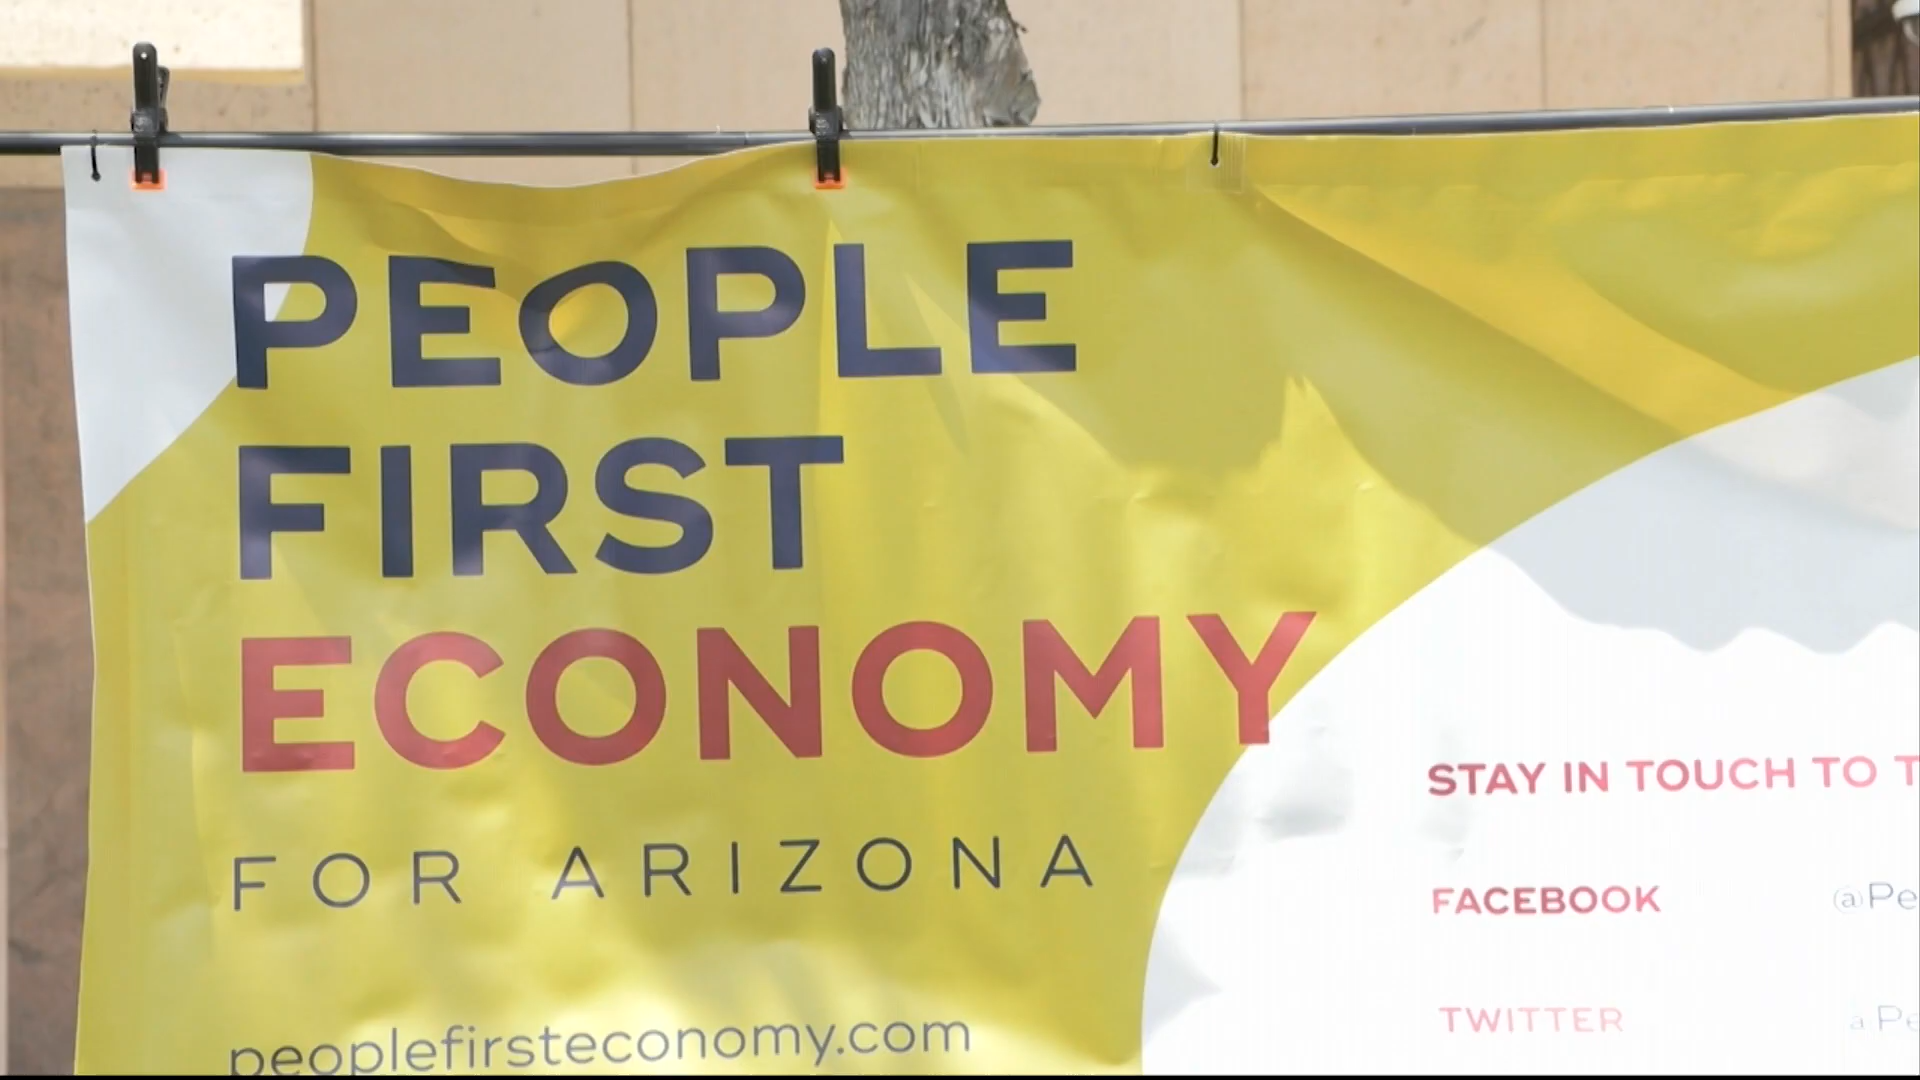 PEOPLE
FIRST
ECONOMY
FOR ARIZONA
peoplefirsteconomy.com
STAY IN TOUCH TO
FACEBOOK
TWITTER